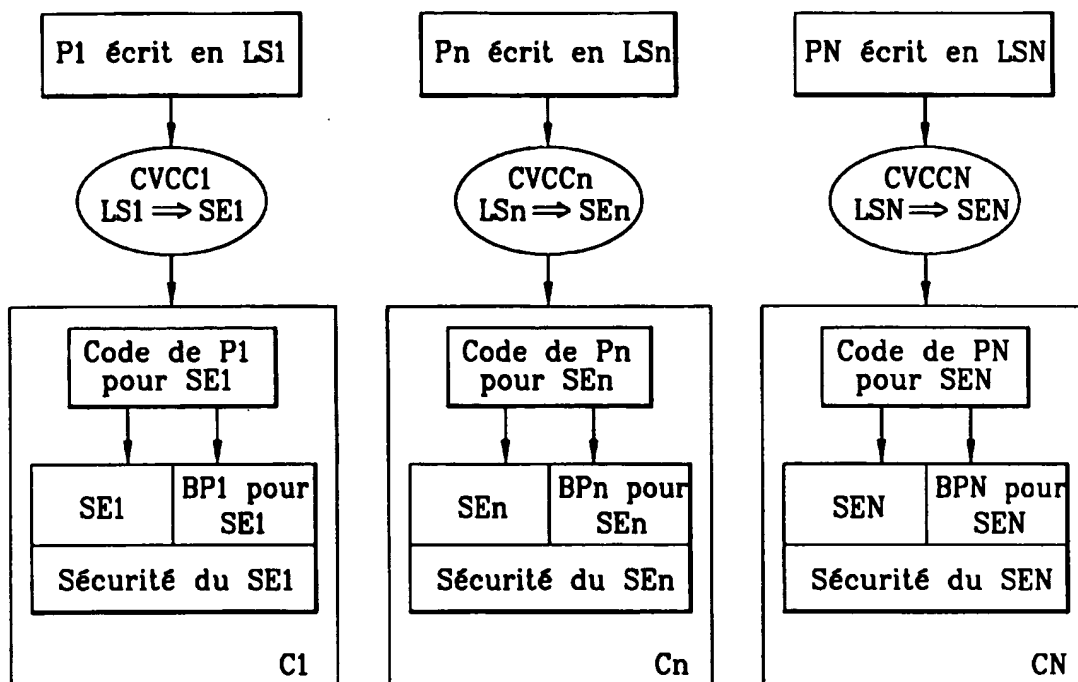 P1 écrit en LS1
CVCC1
LS1 ⟹ SE1
Code de P1
pour SE1
SE1
BP1 pour
SE1
Sécurité du SE1
C1
Pn écrit en LSn
CVCCn
LSn ⟹ SEn
Code de Pn
pour SEn
SEn
BPn pour
SEn
Sécurité du SEn
Cn
PN écrit en LSN
CVCCN
LSN ⟹ SEN
Code de PN
pour SEN
SEN
BPN pour
SEN
Sécurité du SEN
CN